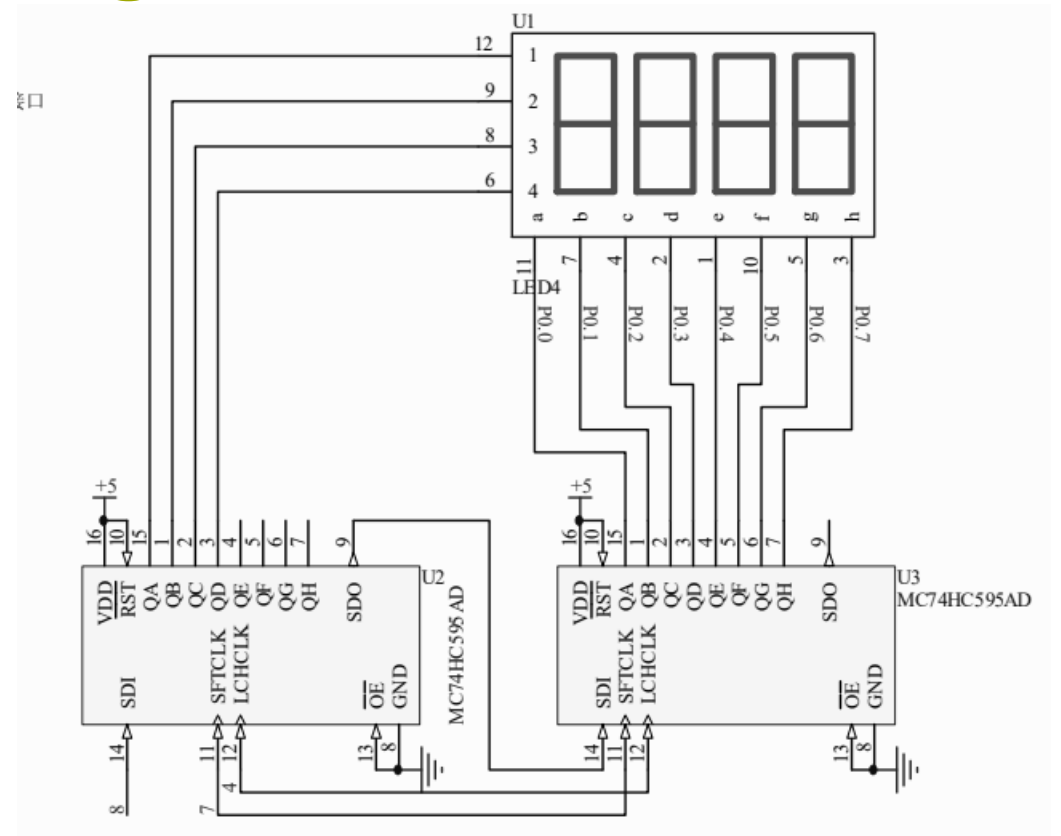 U1
12 1
9 2
8 3
6 4
a b c d e f g h
11 7 4 2 1 10 5 3
LED4
P0.0 P0.1 P0.2 P0.3 P0.4 P0.5 P0.6 P0.7
口
+5
16 10 15 1 2 3 4 5 6 7 9
VDD RST QA QB QC QD QE QF QG QH SDO
U2
MC74HC595AD
SDI SFTCLK LCHCLK OE GND
14 11 12 13 8
8 7 4
+5
16 10 15 1 2 3 4 5 6 7 9
VDD RST QA QB QC QD QE QF QG QH SDO
U3
MC74HC595AD
SDI SFTCLK LCHCLK OE GND
14 11 12 13 8